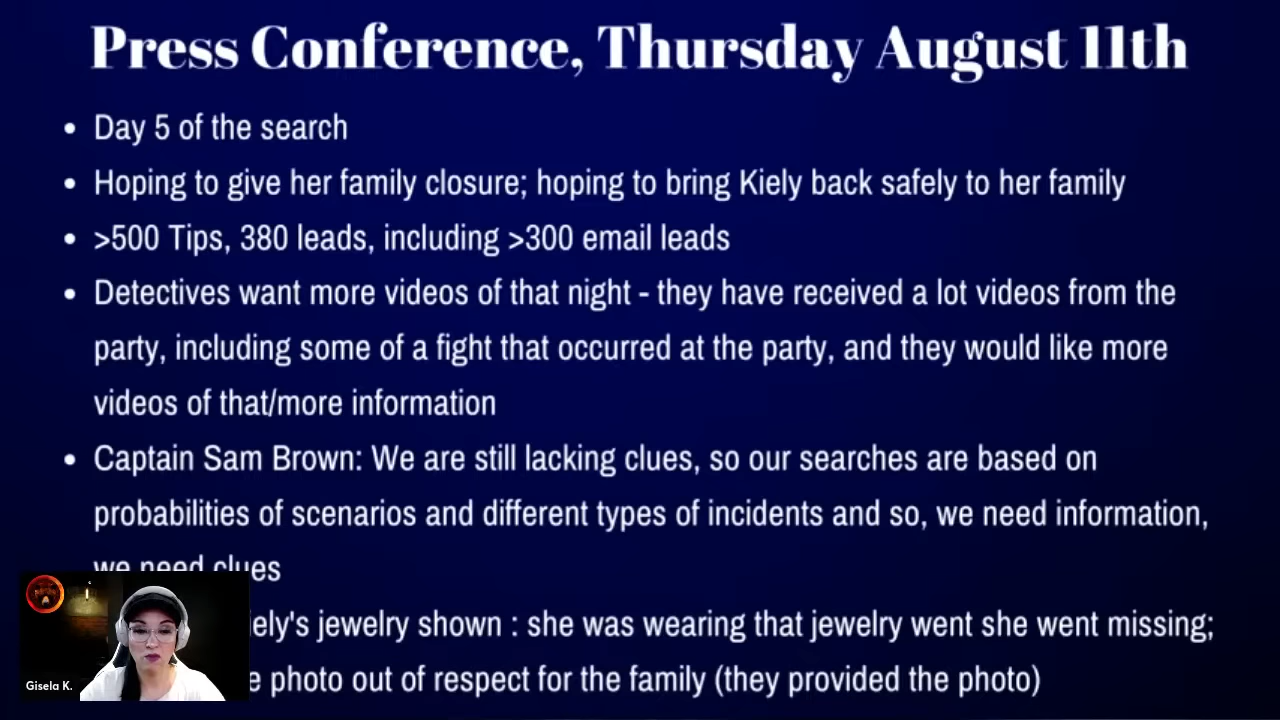 Press Conference, Thursday August 11th
• Day 5 of the search
• Hoping to give her family closure; hoping to bring Kiely back safely to her family
• >500 Tips, 380 leads, including >300 email leads
• Detectives want more videos of that night - they have received a lot videos from the
party, including some of a fight that occurred at the party, and they would like more
videos of that/more information
• Captain Sam Brown: We are still lacking clues, so our searches are based on
probabilities of scenarios and different types of incidents and so, we need information,
we need clues
iely's jewelry shown : she was wearing that jewelry went she went missing;
e photo out of respect for the family (they provided the photo)
Gisela K.